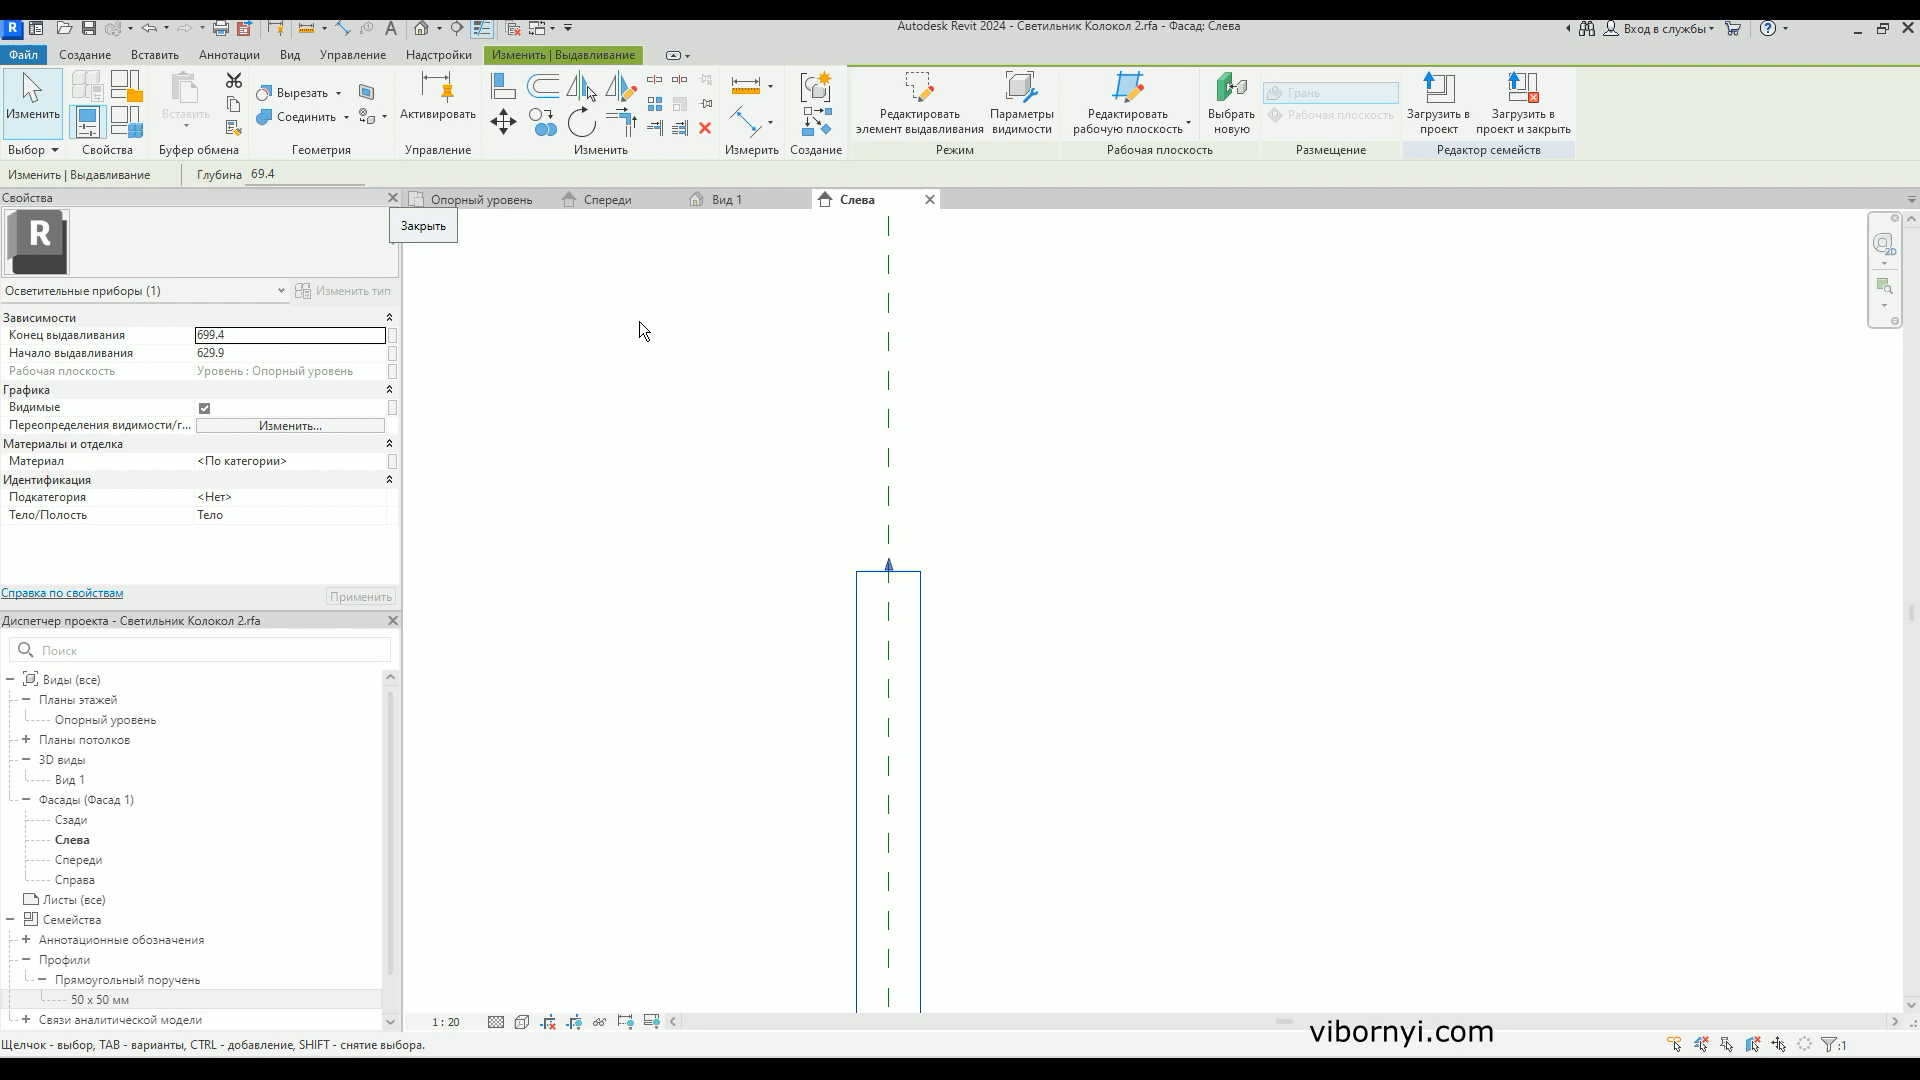 Autodesk Revit 2024 - Светильник Колокол 2.rfa - Фасад: Слева
Вход в службы
Файл
Создание
Вставить
Аннотации
Вид
Управление
Надстройки
Изменить | Выдавливание
Изменить
Вставить
Вырезать
Соединить
Активировать
Редактировать
элемент выдавливания
Параметры
видимости
Редактировать
рабочую плоскость
Выбрать
новую
Грань
Рабочая плоскость
Загрузить в
проект
Загрузить в
проект и закрыть
Выбор
Свойства
Буфер обмена
Геометрия
Управление
Изменить
Измерить
Создание
Режим
Рабочая плоскость
Размещение
Редактор семейств
Изменить | Выдавливание
Глубина 69.4
Свойства
Опорный уровень
Спереди
Вид 1
Слева
Закрыть
R
Осветительные приборы (1)
Изменить тип
Зависимости
Конец выдавливания 699.4
Начало выдавливания 629.9
Рабочая плоскость Уровень : Опорный уровень
Графика
Видимые
Переопределения видимости/г... Изменить...
Материалы и отделка
Материал <По категории>
Идентификация
Подкатегория <Нет>
Тело/Полость Тело
Справка по свойствам
Применить
Диспетчер проекта - Светильник Колокол 2.rfa
Поиск
Виды (все)
Планы этажей
Опорный уровень
Планы потолков
3D виды
Вид 1
Фасады (Фасад 1)
Сзади
Слева
Спереди
Справа
Листы (все)
Семейства
Аннотационные обозначения
Профили
Прямоугольный поручень
50 x 50 мм
Связи аналитической модели
1 : 20
vibornyi.com
Щелчок - выбор, TAB - варианты, CTRL - добавление, SHIFT - снятие выбора.
:1